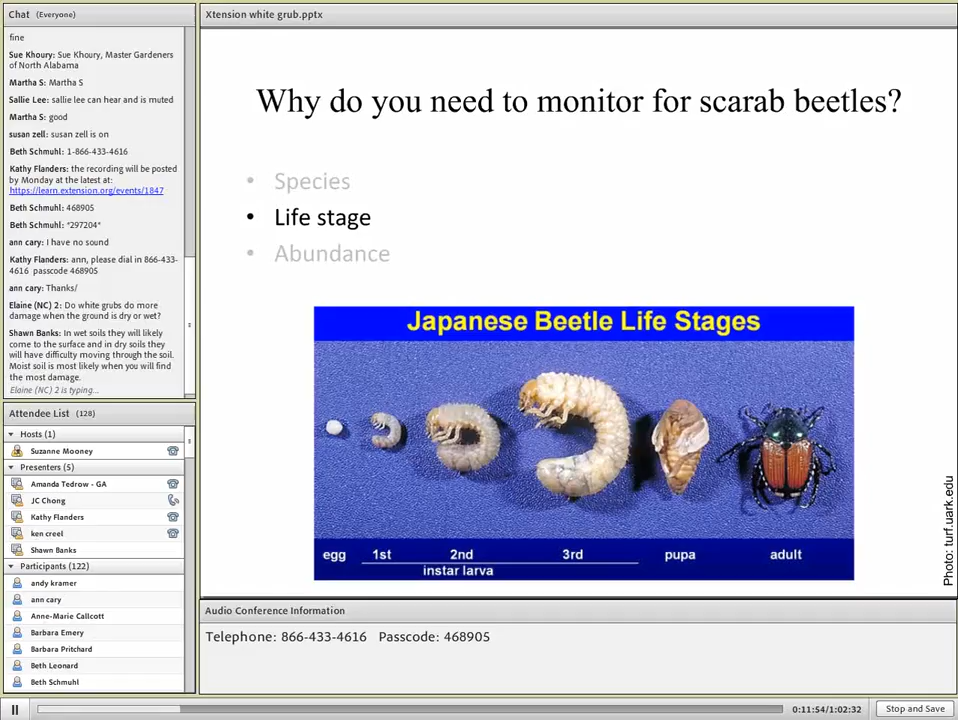 Chat (Everyone)
fine
Sue Khoury: Sue Khoury, Master Gardeners
of North Alabama
Martha S: Martha S
Sallie Lee: sallie lee can hear and is muted
Martha S: good
susan zell: susan zell is on
Beth Schmuhl: 1-866-433-4616
Kathy Flanders: the recording will be posted
by Monday at the latest at:
https://learn.extension.org/events/1847
Beth Schmuhl: 468905
Beth Schmuhl: *297204*
ann cary: I have no sound
Kathy Flanders: ann, please dial in 866-433-
4616 passcode 468905
ann cary: Thanks/
Elaine (NC) 2: Do white grubs do more
damage when the ground is dry or wet?
Shawn Banks: In wet soils they will likely
come to the surface and in dry soils they
will have difficulty moving through the soil.
Moist soil is most likely when you will find
the most damage.
Elaine (NC) 2 is typing...
Attendee List (128)
Hosts (1)
Suzanne Mooney
Presenters (5)
Amanda Tedrow - GA
JC Chong
Kathy Flanders
ken creel
Shawn Banks
Participants (122)
andy kramer
ann cary
Anne-Marie Callcott
Barbara Emery
Barbara Pritchard
Beth Leonard
Beth Schmuhl
Xtension white grub.pptx
Why do you need to monitor for scarab beetles?
• Species
• Life stage
• Abundance
Japanese Beetle Life Stages
egg 1st 2nd 3rd pupa adult
instar larva
Photo: turf.uark.edu
Audio Conference Information
Telephone: 866-433-4616 Passcode: 468905
0:11:54/1:02:32
Stop and Save